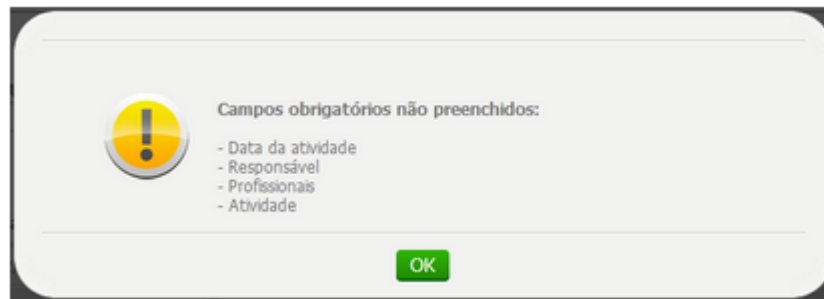 Campos obrigatórios não preenchidos:
- Data da atividade
- Responsável
- Profissionais
- Atividade
OK